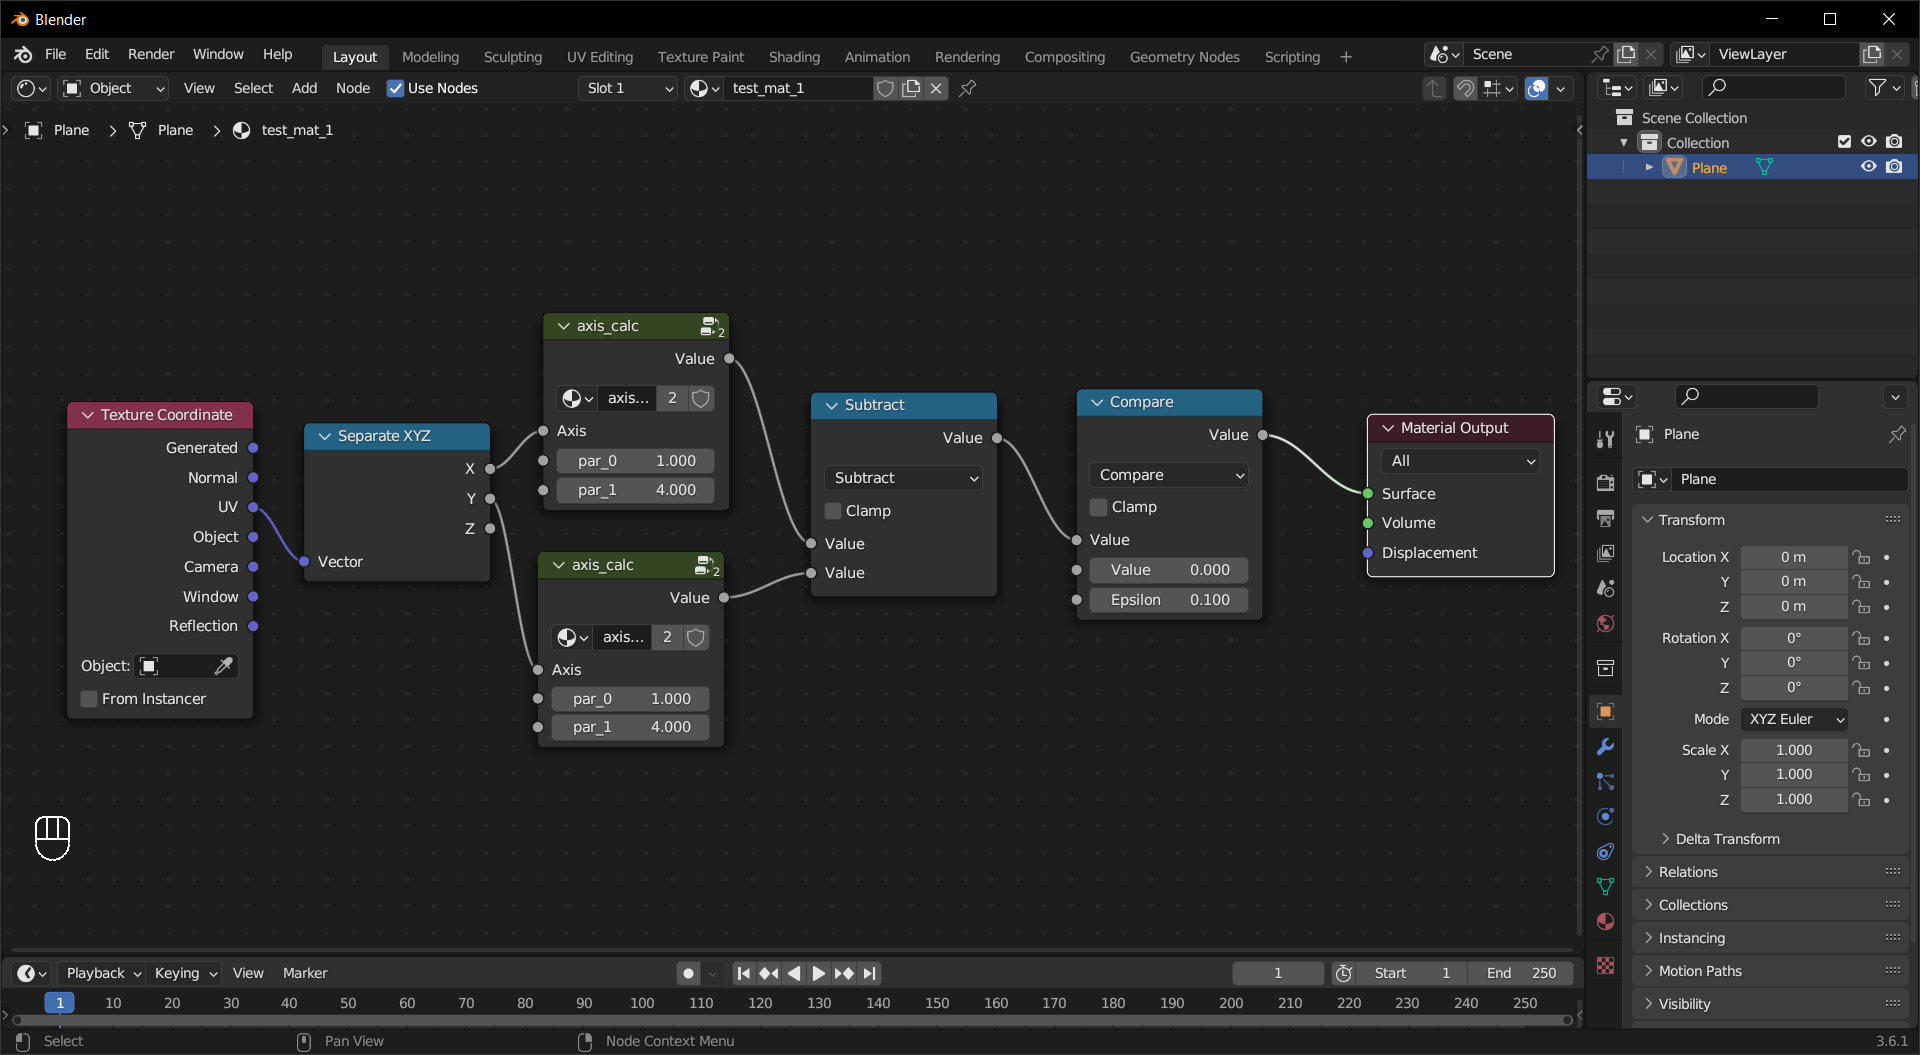 Blender
File Edit Render Window Help Layout Modeling Sculpting UV Editing Texture Paint Shading Animation Rendering Compositing Geometry Nodes Scripting + Scene ViewLayer
Object View Select Add Node Use Nodes Slot 1 test_mat_1
Plane > Plane > test_mat_1
Scene Collection
Collection
Plane
Texture Coordinate
Generated
Normal
UV
Object
Camera
Window
Reflection
Object:
From Instancer
Separate XYZ
X
Y
Z
Vector
axis_calc 2
Value
axis... 2
Axis
par_0 1.000
par_1 4.000
axis_calc 2
Value
axis... 2
Axis
par_0 1.000
par_1 4.000
Subtract
Value
Subtract
Clamp
Value
Value
Compare
Value
Compare
Clamp
Value
Value 0.000
Epsilon 0.100
Material Output
All
Surface
Volume
Displacement
Plane
Plane
Transform
Location X 0 m
Y 0 m
Z 0 m
Rotation X 0°
Y 0°
Z 0°
Mode XYZ Euler
Scale X 1.000
Y 1.000
Z 1.000
Delta Transform
Relations
Collections
Instancing
Motion Paths
Visibility
Playback Keying View Marker 1 Start 1 End 250
1 10 20 30 40 50 60 70 80 90 100 110 120 130 140 150 160 170 180 190 200 210 220 230 240 250
Select Pan View Node Context Menu 3.6.1